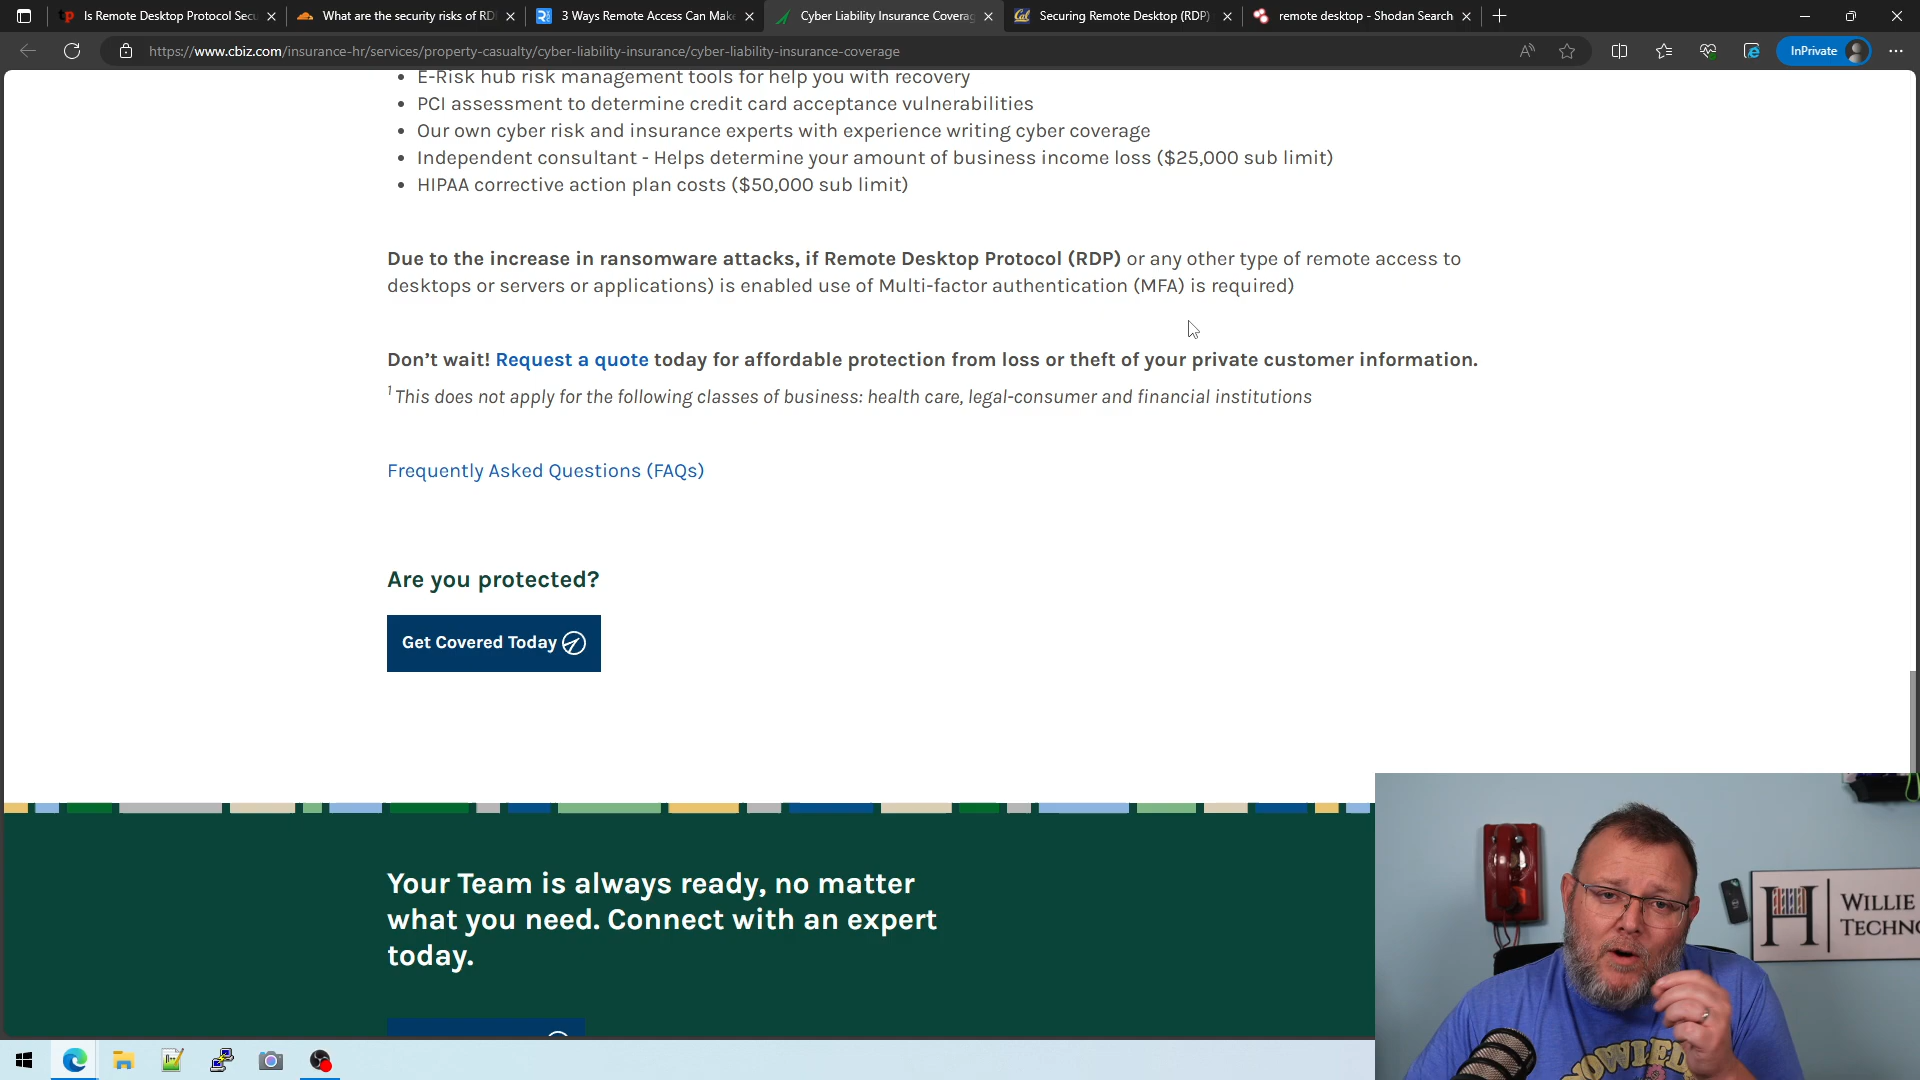 Is Remote Desktop Protocol Secu
What are the security risks of RD
3 Ways Remote Access Can Make
Cyber Liability Insurance Coverag
Cal
Securing Remote Desktop (RDP)
remote desktop - Shodan Search
https://www.cbiz.com/insurance-hr/services/property-casualty/cyber-liability-insurance/cyber-liability-insurance-coverage
InPrivate
• E-Risk hub risk management tools for help you with recovery
• PCI assessment to determine credit card acceptance vulnerabilities
• Our own cyber risk and insurance experts with experience writing cyber coverage
• Independent consultant - Helps determine your amount of business income loss ($25,000 sub limit)
• HIPAA corrective action plan costs ($50,000 sub limit)
Due to the increase in ransomware attacks, if Remote Desktop Protocol (RDP) or any other type of remote access to
desktops or servers or applications) is enabled use of Multi-factor authentication (MFA) is required)
Don't wait! Request a quote today for affordable protection from loss or theft of your private customer information.
1 This does not apply for the following classes of business: health care, legal-consumer and financial institutions
Frequently Asked Questions (FAQs)
Are you protected?
Get Covered Today
Your Team is always ready, no matter
what you need. Connect with an expert
today.
WILLIE
TECHNO
KNOWLED